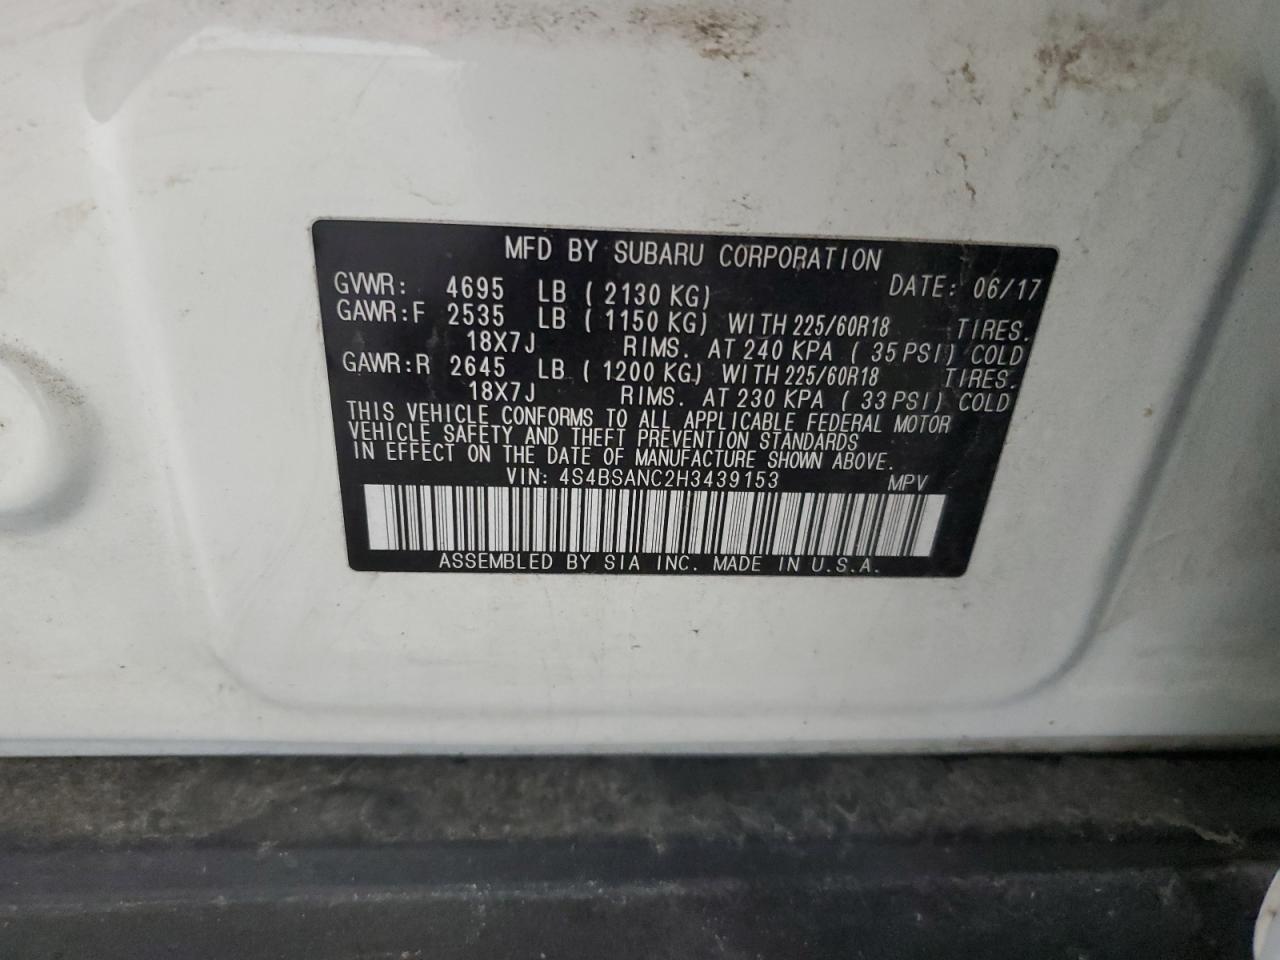 MFD BY SUBARU CORPORATION
GVWR: 4695 LB ( 2130 KG) DATE: 06/17
GAWR:F 2535 LB ( 1150 KG) WITH 225/60R18 TIRES.
18X7J RIMS. AT 240 KPA ( 35 PSI) COLD
GAWR:R 2645 LB ( 1200 KG) WITH 225/60R18 TIRES.
18X7J RIMS. AT 230 KPA ( 33 PSI) COLD
THIS VEHICLE CONFORMS TO ALL APPLICABLE FEDERAL MOTOR
VEHICLE SAFETY AND THEFT PREVENTION STANDARDS
IN EFFECT ON THE DATE OF MANUFACTURE SHOWN ABOVE.
VIN: 4S4BSANC2H3439153 MPV
ASSEMBLED BY SIA INC. MADE IN U.S.A.